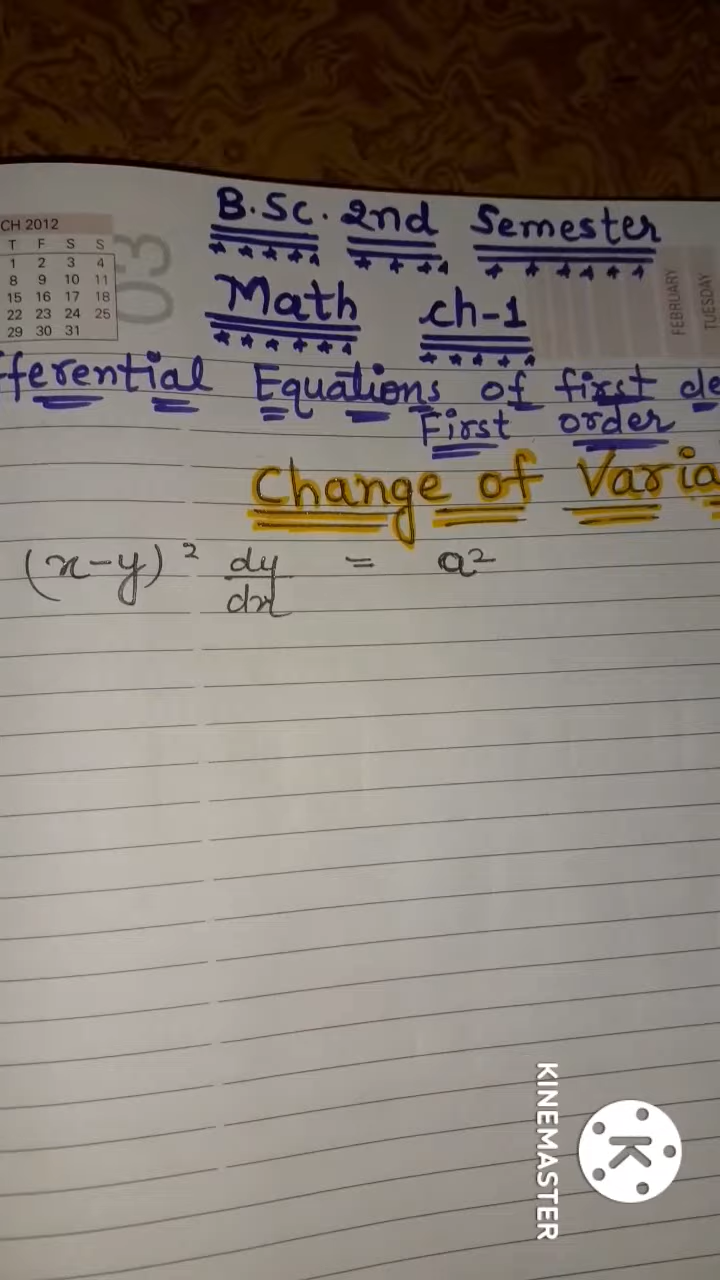 B.Sc. 2nd Semester
CH 2012
T F S S
1 2 3 4
8 9 10 11
15 16 17 18
22 23 24 25
29 30 31
03
FEBRUARY
TUESDAY
Math ch-1
fferential Equations of first de
First order
Change of Varia
(x-y)² dy/dx = a²
KINEMASTER